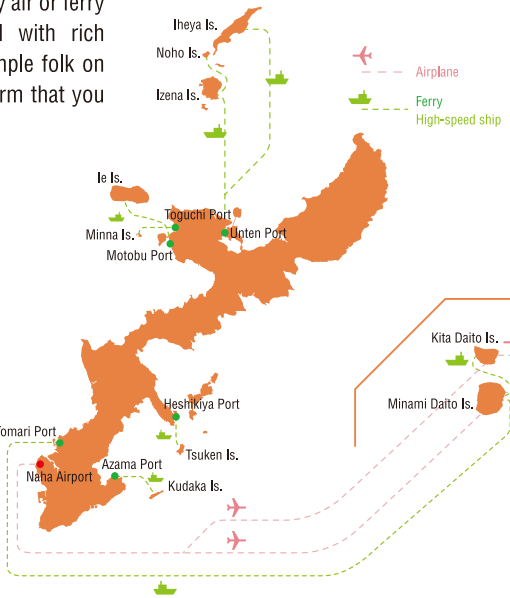 y air or ferry
l with rich
nple folk on
rm that you
Iheya Is.
Noho Is.
Izena Is.
Airplane
Ferry
High-speed ship
Ie Is.
Toguchi Port
Minna Is.
Unten Port
Motobu Port
Kita Daito Is.
Minami Daito Is.
Heshikiya Port
Tomari Port
Tsuken Is.
Azama Port
Naha Airport
Kudaka Is.